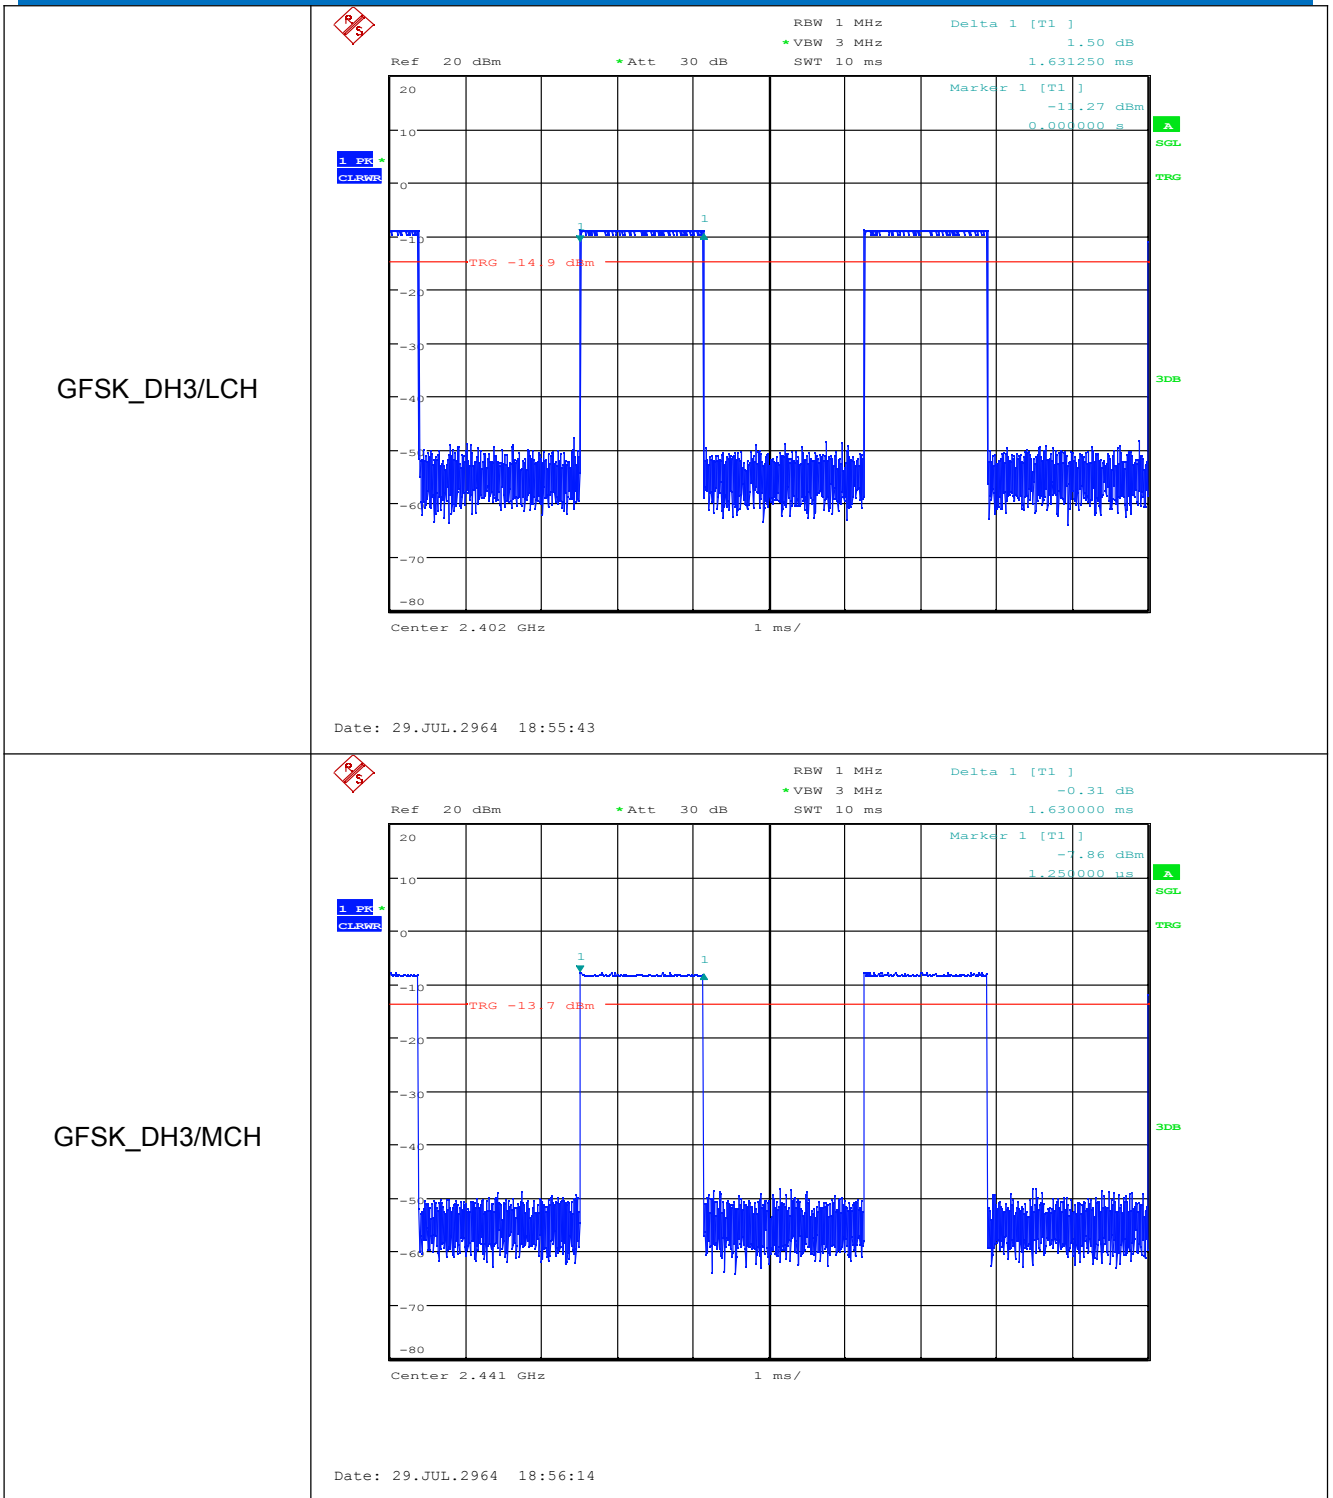 GFSK_DH3/LCH
R S
RBW 1 MHz
Delta 1 [T1 ]
*VBW 3 MHz
1.50 dB
Ref 20 dBm
*Att 30 dB
SWT 10 ms
1.631250 ms
20
Marker 1 [T1 ]
-11.27 dBm
0.000000 s
A
10
SGL
1 PK *
CLRWR
TRG
0
1
1
-10
TRG -14.9 dBm
-20
-30
3DB
-40
-50
-60
-70
-80
Center 2.402 GHz
1 ms/
Date: 29.JUL.2964 18:55:43
GFSK_DH3/MCH
R S
RBW 1 MHz
Delta 1 [T1 ]
*VBW 3 MHz
-0.31 dB
Ref 20 dBm
*Att 30 dB
SWT 10 ms
1.630000 ms
20
Marker 1 [T1 ]
-7.86 dBm
1.250000 us
A
10
SGL
1 PK *
CLRWR
TRG
0
1
1
-10
TRG -13.7 dBm
-20
-30
3DB
-40
-50
-60
-70
-80
Center 2.441 GHz
1 ms/
Date: 29.JUL.2964 18:56:14